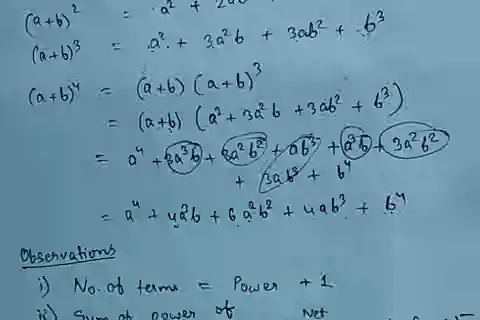 (a+b)² = a² + 2ab
(a+b)³ = a³ + 3a²b + 3ab² + b³
(a+b)⁴ = (a+b) (a+b)³
= (a+b) (a³ + 3a²b + 3ab² + b³)
= a⁴ + 3a³b + 3a²b² + ab³ + a³b + 3a²b²
+ 3ab³ + b⁴
= a⁴ + 4a³b + 6a²b² + 4ab³ + b⁴
Observations
i) No. of terms = Power + 1
ii) Sum of power of